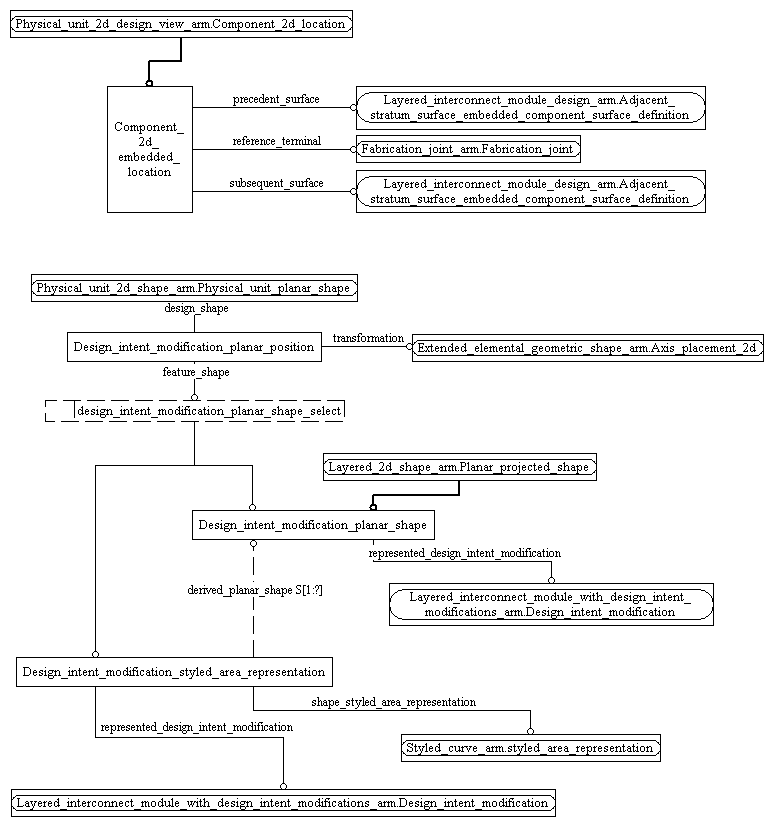 Physical_unit_2d_design_view_arm.Component_2d_location
Component_
2d_
embedded_
location
precedent_surface
Layered_interconnect_module_design_arm.Adjacent_
stratum_surface_embedded_component_surface_definition
reference_terminal
Fabrication_joint_arm.Fabrication_joint
subsequent_surface
Layered_interconnect_module_design_arm.Adjacent_
stratum_surface_embedded_component_surface_definition
Physical_unit_2d_shape_arm.Physical_unit_planar_shape
design_shape
Design_intent_modification_planar_position
transformation
Extended_elemental_geometric_shape_arm.Axis_placement_2d
feature_shape
design_intent_modification_planar_shape_select
Layered_2d_shape_arm.Planar_projected_shape
Design_intent_modification_planar_shape
represented_design_intent_modification
derived_planar_shape S[1:?]
Layered_interconnect_module_with_design_intent_
modifications_arm.Design_intent_modification
Design_intent_modification_styled_area_representation
shape_styled_area_representation
represented_design_intent_modification
Styled_curve_arm.styled_area_representation
Layered_interconnect_module_with_design_intent_modifications_arm.Design_intent_modification